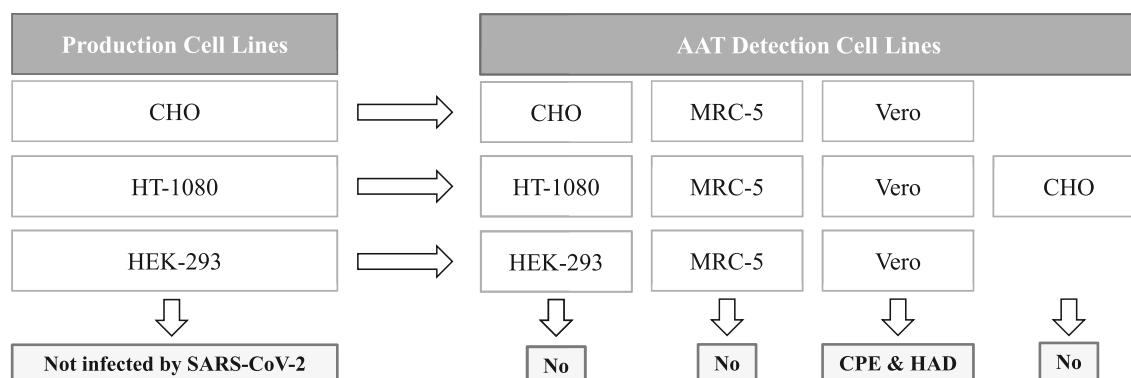 Production Cell Lines AAT Detection Cell Lines
CHO CHO MRC-5 Vero
HT-1080 HT-1080 MRC-5 Vero CHO
HEK-293 HEK-293 MRC-5 Vero
Not infected by SARS-CoV-2 No No CPE & HAD No